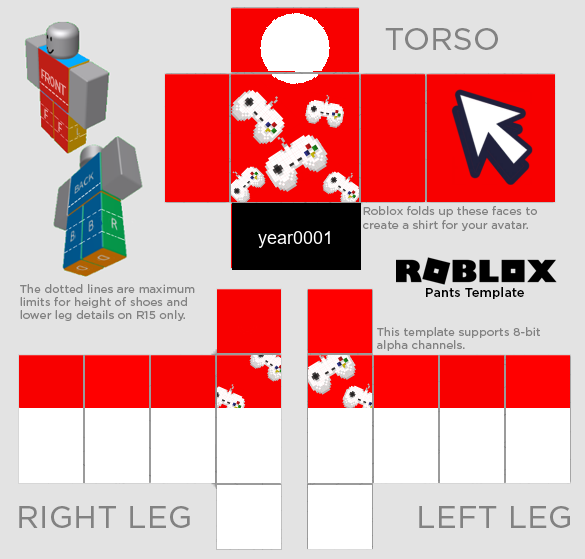 TORSO
FRONT
F
F
L
BACK
B
B
R
year0001
Roblox folds up these faces to
create a shirt for your avatar.
ROBLOX
Pants Template
The dotted lines are maximum
limits for height of shoes and
lower leg details on R15 only.
This template supports 8-bit
alpha channels.
RIGHT LEG
LEFT LEG